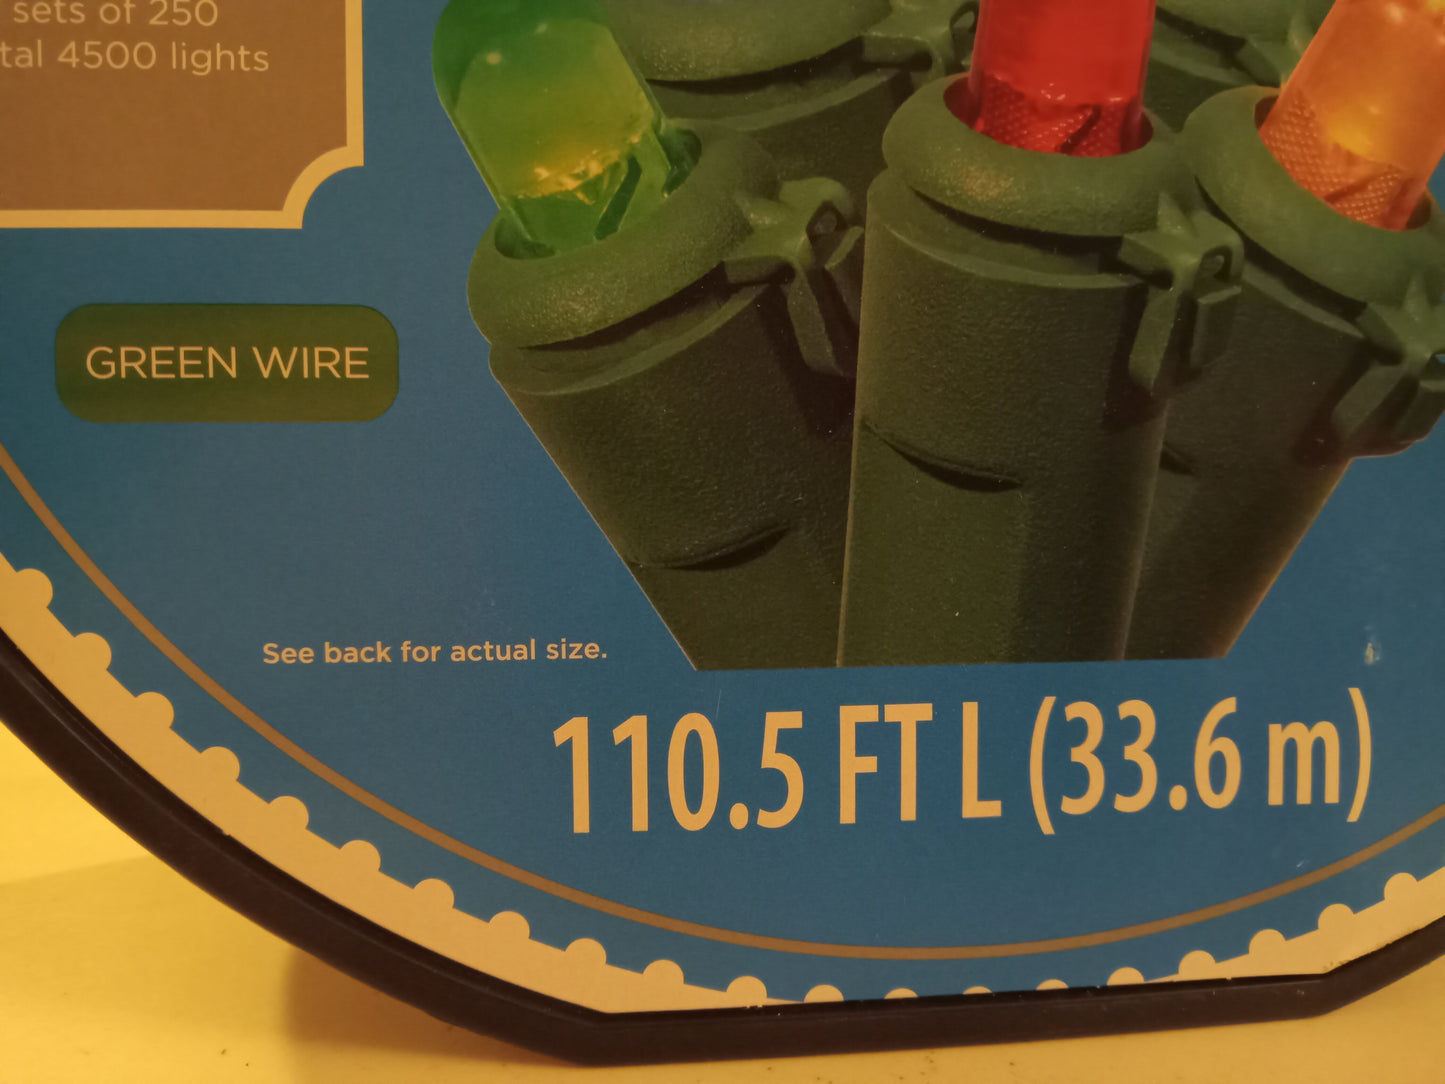 sets of 250
tal 4500 lights
GREEN WIRE
See back for actual size.
110.5 FT L (33.6 m)